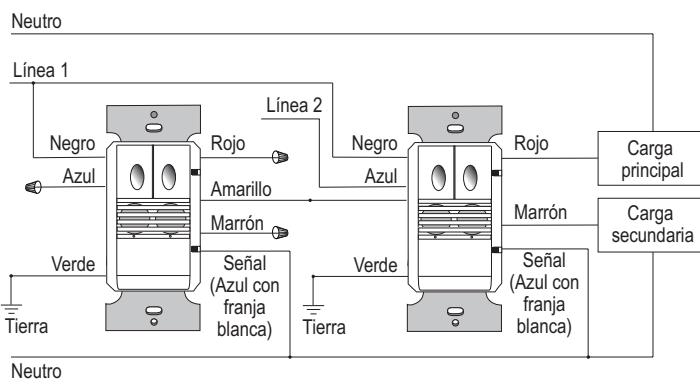 Neutro
Línea 1
Línea 2
Negro
Rojo
Azul
Amarillo
Marrón
Verde
Señal
(Azul con
franja
blanca)
Tierra
Negro
Rojo
Azul
Marrón
Verde
Señal
(Azul con
franja
blanca)
Tierra
Carga
principal
Carga
secundaria
Neutro